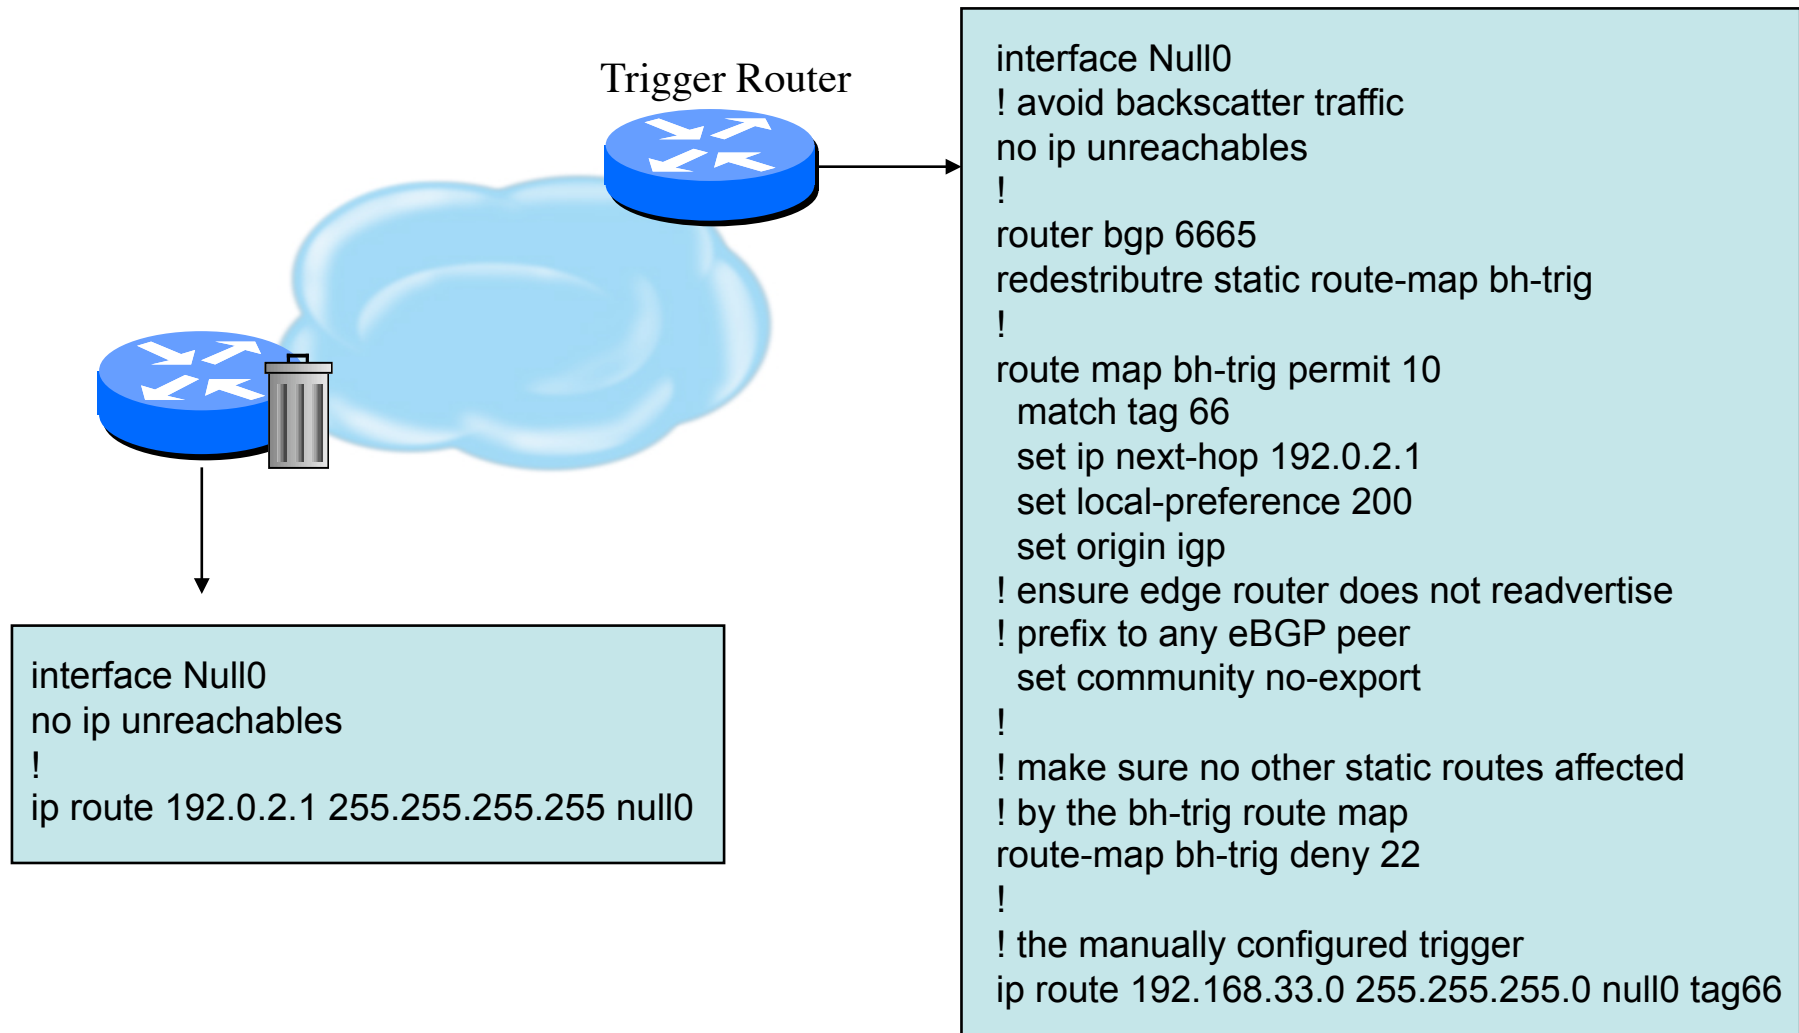 Trigger Router
interface Null0
! avoid backscatter traffic
no ip unreachables
!
router bgp 6665
redestributre static route-map bh-trig
!
route map bh-trig permit 10
match tag 66
set ip next-hop 192.0.2.1
set local-preference 200
set origin igp
! ensure edge router does not readvertise
! prefix to any eBGP peer
set community no-export
!
! make sure no other static routes affected
! by the bh-trig route map
route-map bh-trig deny 22
!
! the manually configured trigger
ip route 192.168.33.0 255.255.255.0 null0 tag66
interface Null0
no ip unreachables
!
ip route 192.0.2.1 255.255.255.255 null0